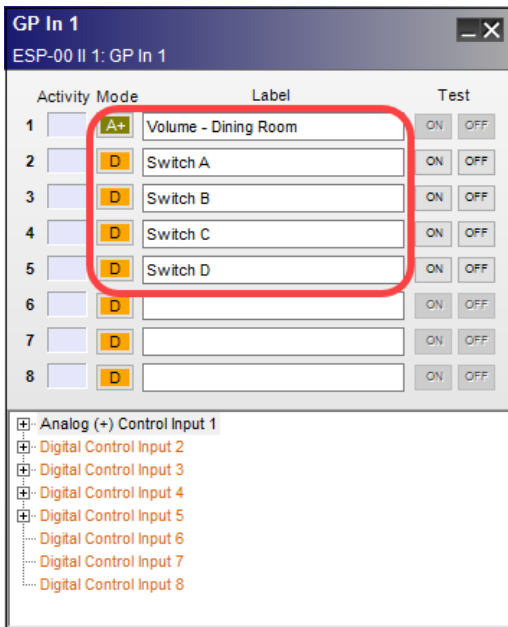 GP In 1
ESP-00 II 1: GP In 1
Activity Mode Label Test
1 A+ Volume - Dining Room ON OFF
2 D Switch A ON OFF
3 D Switch B ON OFF
4 D Switch C ON OFF
5 D Switch D ON OFF
6 D ON OFF
7 D ON OFF
8 D ON OFF
Analog (+) Control Input 1
Digital Control Input 2
Digital Control Input 3
Digital Control Input 4
Digital Control Input 5
Digital Control Input 6
Digital Control Input 7
Digital Control Input 8